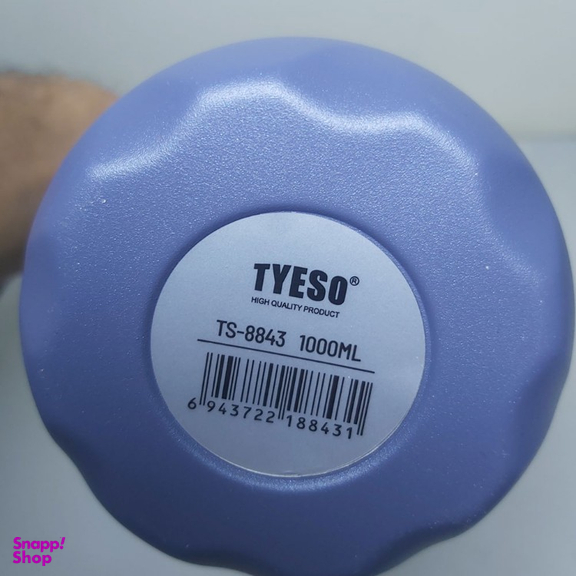 TYESO®
HIGH QUALITY PRODUCT
TS-8843 1000ML
6 943722 188431
Snapp!
Shop